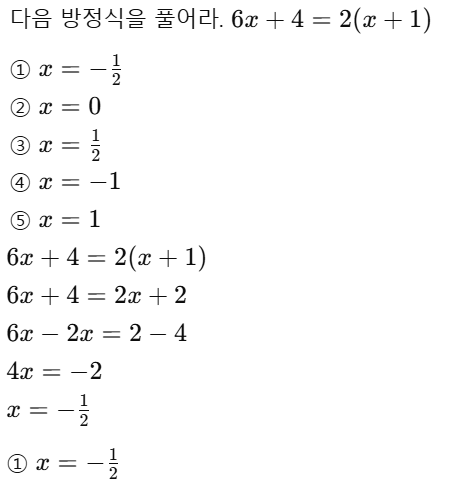 다음 방정식을 풀어라. 6x + 4 = 2(x + 1)
① x = −1/2
② x = 0
③ x = 1/2
④ x = −1
⑤ x = 1
6x + 4 = 2(x + 1)
6x + 4 = 2x + 2
6x − 2x = 2 − 4
4x = −2
x = −1/2
① x = −1/2